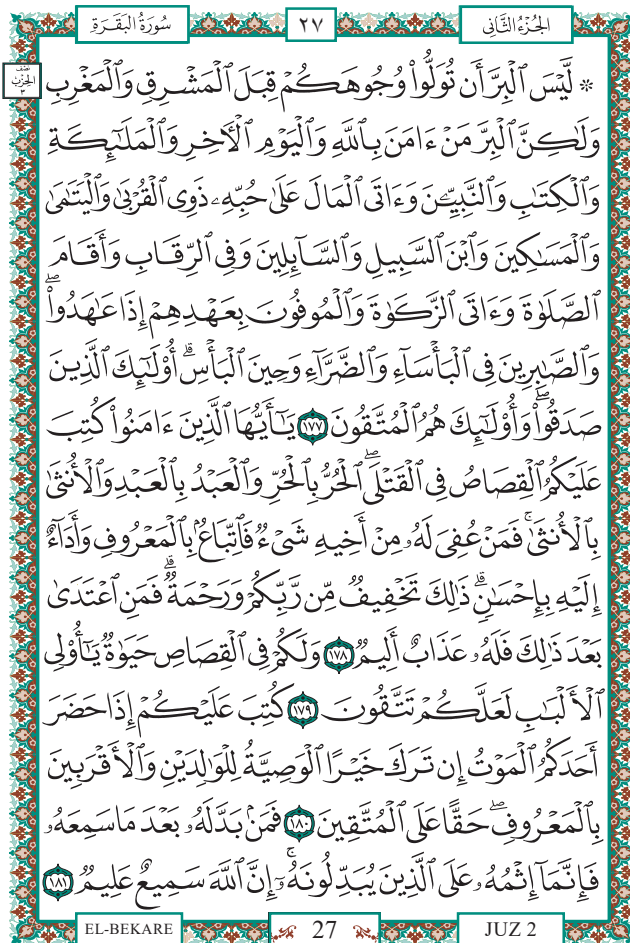 الجُزْءُ الثَّانِي ٢٧ سُورَةُ البَقَرَةِ
نصف
الحزب
٣
۞ لَّيْسَ ٱلْبِرَّ أَن تُوَلُّوا۟ وُجُوهَكُمْ قِبَلَ ٱلْمَشْرِقِ وَٱلْمَغْرِبِ
وَلَٰكِنَّ ٱلْبِرَّ مَنْ ءَامَنَ بِٱللَّهِ وَٱلْيَوْمِ ٱلْأَخِرِ وَٱلْمَلَٰٓئِكَةِ
وَٱلْكِتَٰبِ وَٱلنَّبِيِّـۧنَ وَءَاتَى ٱلْمَالَ عَلَىٰ حُبِّهِۦ ذَوِى ٱلْقُرْبَىٰ وَٱلْيَتَٰمَىٰ
وَٱلْمَسَٰكِينَ وَٱبْنَ ٱلسَّبِيلِ وَٱلسَّآئِلِينَ وَفِى ٱلرِّقَابِ وَأَقَامَ
ٱلصَّلَوٰةَ وَءَاتَى ٱلزَّكَوٰةَ وَٱلْمُوفُونَ بِعَهْدِهِمْ إِذَا عَٰهَدُوا۟ۖ
وَٱلصَّٰبِرِينَ فِى ٱلْبَأْسَآءِ وَٱلضَّرَّآءِ وَحِينَ ٱلْبَأْسِۗ أُو۟لَٰٓئِكَ ٱلَّذِينَ
صَدَقُوا۟ۖ وَأُو۟لَٰٓئِكَ هُمُ ٱلْمُتَّقُونَ ١٧٧ يَٰٓأَيُّهَا ٱلَّذِينَ ءَامَنُوا۟ كُتِبَ
عَلَيْكُمُ ٱلْقِصَاصُ فِى ٱلْقَتْلَىۖ ٱلْحُرُّ بِٱلْحُرِّ وَٱلْعَبْدُ بِٱلْعَبْدِ وَٱلْأُنثَىٰ
بِٱلْأُنثَىٰۚ فَمَنْ عُفِىَ لَهُۥ مِنْ أَخِيهِ شَىْءٌ فَٱتِّبَاعٌۢ بِٱلْمَعْرُوفِ وَأَدَآءٌ
إِلَيْهِ بِإِحْسَٰنٍۗ ذَٰلِكَ تَخْفِيفٌ مِّن رَّبِّكُمْ وَرَحْمَةٌۗ فَمَنِ ٱعْتَدَىٰ
بَعْدَ ذَٰلِكَ فَلَهُۥ عَذَابٌ أَلِيمٌ ١٧٨ وَلَكُمْ فِى ٱلْقِصَاصِ حَيَوٰةٌ يَٰٓأُو۟لِى
ٱلْأَلْبَٰبِ لَعَلَّكُمْ تَتَّقُونَ ١٧٩ كُتِبَ عَلَيْكُمْ إِذَا حَضَرَ
أَحَدَكُمُ ٱلْمَوْتُ إِن تَرَكَ خَيْرًا ٱلْوَصِيَّةُ لِلْوَٰلِدَيْنِ وَٱلْأَقْرَبِينَ
بِٱلْمَعْرُوفِۖ حَقًّا عَلَى ٱلْمُتَّقِينَ ١٨٠ فَمَنۢ بَدَّلَهُۥ بَعْدَ مَا سَمِعَهُۥ
فَإِنَّمَآ إِثْمُهُۥ عَلَى ٱلَّذِينَ يُبَدِّلُونَهُۥٓۚ إِنَّ ٱللَّهَ سَمِيعٌ عَلِيمٌ ١٨١
EL-BEKARE 27 JUZ 2